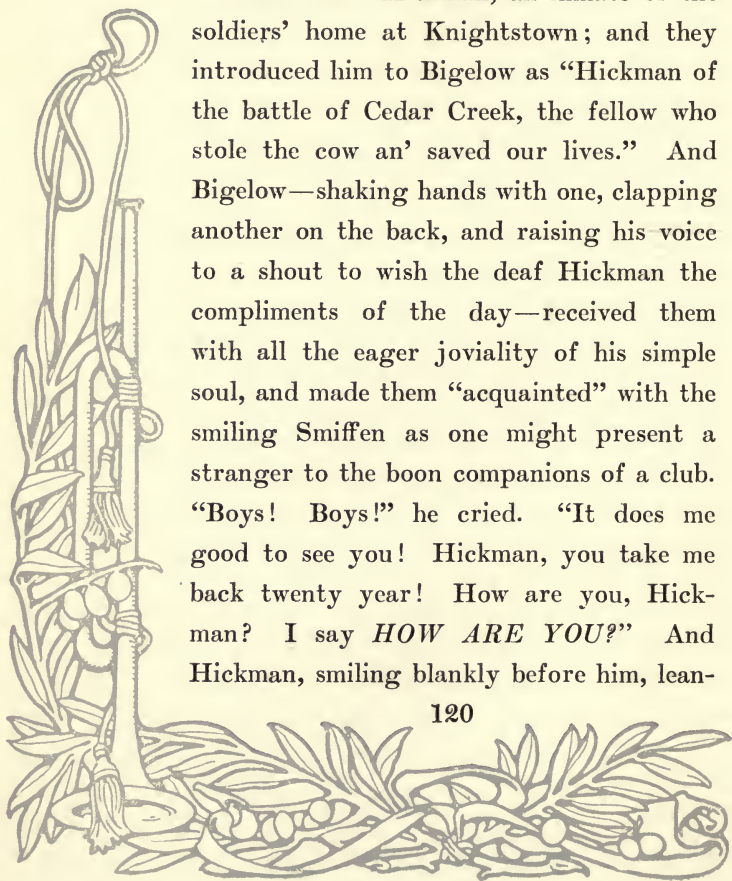 soldiers’ home at Knightstown; and they
introduced him to Bigelow as “Hickman of
the battle of Cedar Creek, the fellow who
stole the cow an’ saved our lives.” And
Bigelow—shaking hands with one, clapping
another on the back, and raising his voice
to a shout to wish the deaf Hickman the
compliments of the day—received them
with all the eager joviality of his simple
soul, and made them “acquainted” with the
smiling Smiffen as one might present a
stranger to the boon companions of a club.
“Boys! Boys!” he cried. “It does me
good to see you! Hickman, you take me
back twenty year! How are you, Hick-
man? I say HOW ARE YOU?” And
Hickman, smiling blankly before him, lean-
120